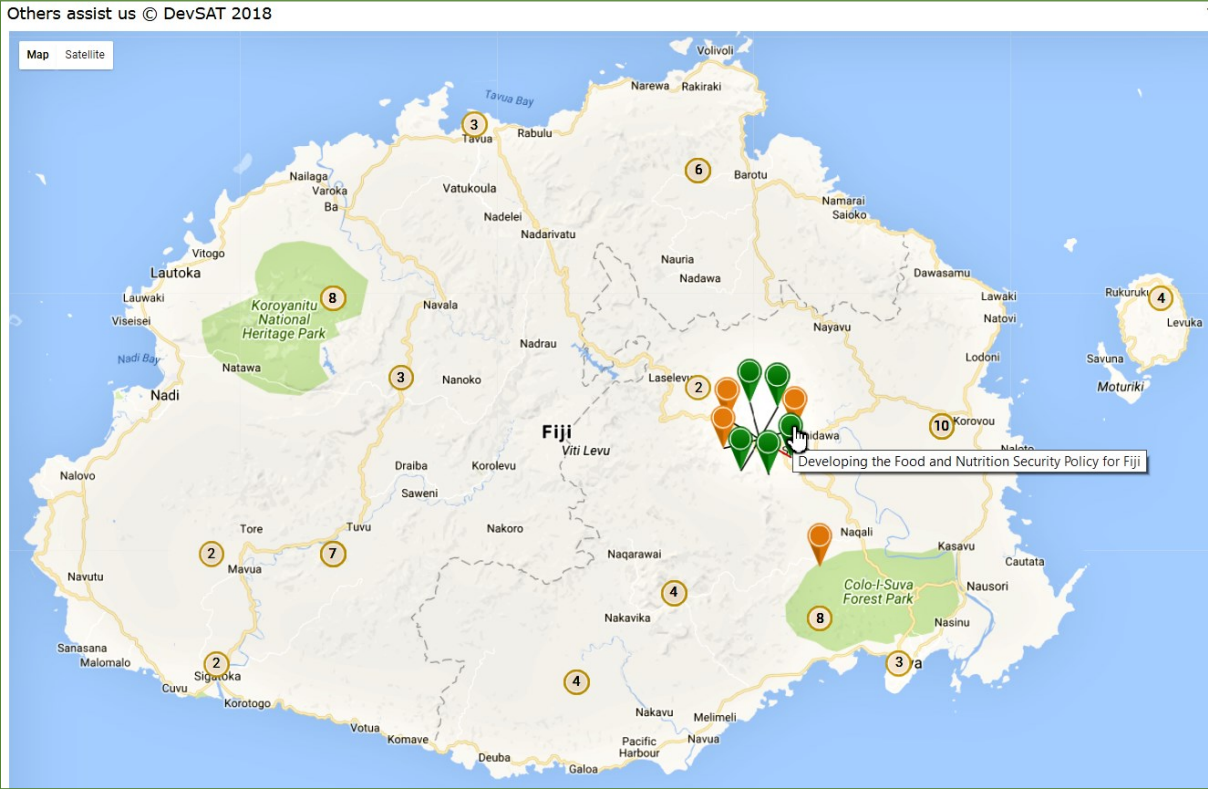 Others assist us © DevSAT 2018
Map Satellite
Volivoli
Narewa Rakiraki
Tavua Bay
3
Tavua
Rabulu
6
Barotu
Nailaga
Varoka
Ba
Vatukoula
Namarai
Saioko
Nadelei
Nadarivatu
Vitogo
Nauria
Lautoka
Nadawa
Dawasamu
Lauwaki
Koroyanitu
National
Heritage Park
8
Navala
Lawaki
Rukuruku
4
Viseisei
Natovi
Levuka
Nayavu
Nadrau
Nadi Bay
Natawa
Lodoni
Savuna
3
Nanoko
Laselevu
2
Moturiki
Nadi
10
Korovou
Fiji
Viti Levu
nidawa
Naloto
Developing the Food and Nutrition Security Policy for Fiji
Draiba
Korolevu
Nalovo
Saweni
Tore
Tuvu
Nakoro
Naqali
2
7
Naqarawai
Kasavu
Mavua
Cautata
Navutu
Colo-I-Suva
Forest Park
Nausori
4
Nakavika
8
Nasinu
Sanasana
Malomalo
2
Sigatoka
3
va
Cuvu
4
Korotogo
Nakavu
Melimeli
Votua
Komave
Pacific
Harbour
Navua
Deuba
Galoa